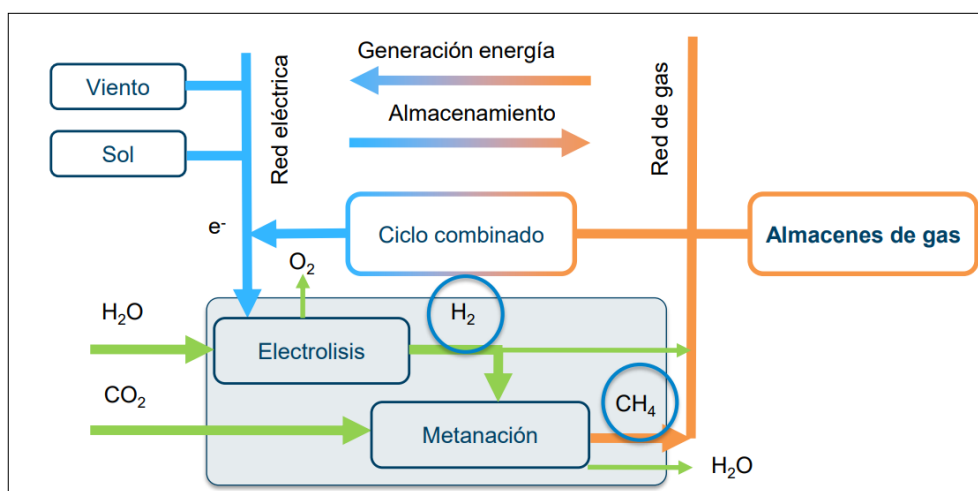 Generación energía
Viento
Red eléctrica
Almacenamiento
Red de gas
Sol
e-
Ciclo combinado
Almacenes de gas
O2
H2O
H2
Electrolisis
CO2
CH4
Metanación
H2O